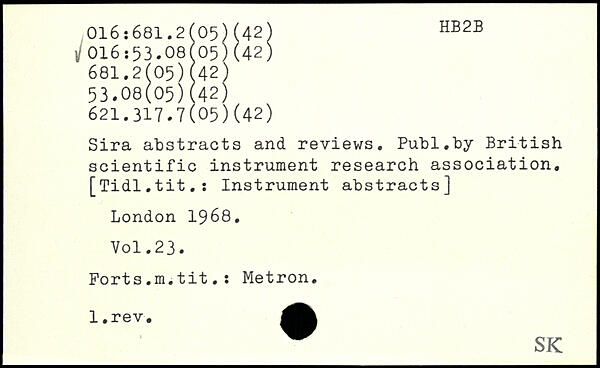 016:681.2(05)(42) HB2B
✓ 016:53.08(05)(42)
681.2(05)(42)
53.08(05)(42)
621.317.7(05)(42)
Sira abstracts and reviews. Publ.by British
scientific instrument research association.
[Tidl.tit.: Instrument abstracts]
London 1968.
Vol.23.
Forts.m.tit.: Metron.
1.rev.
SK